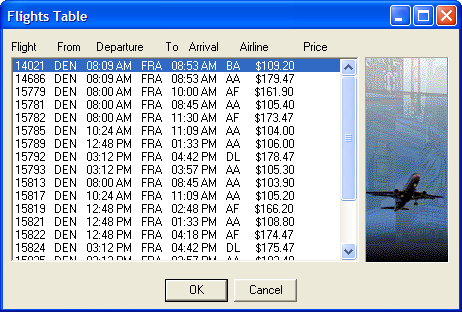 Flights Table
Flight From Departure To Arrival Airline Price
14021 DEN 08:09 AM FRA 08:53 AM BA $109.20
14686 DEN 08:09 AM FRA 08:53 AM AA $179.47
15779 DEN 08:00 AM FRA 10:00 AM AF $161.90
15781 DEN 08:00 AM FRA 08:45 AM AA $105.40
15782 DEN 08:00 AM FRA 11:30 AM AF $173.47
15785 DEN 10:24 AM FRA 11:09 AM AA $104.00
15789 DEN 12:48 PM FRA 01:33 PM AA $106.00
15792 DEN 03:12 PM FRA 04:42 PM DL $178.47
15793 DEN 03:12 PM FRA 03:57 PM AA $105.30
15813 DEN 08:00 AM FRA 08:45 AM AA $103.90
15817 DEN 10:24 AM FRA 11:09 AM AA $105.20
15819 DEN 12:48 PM FRA 02:48 PM AF $166.20
15821 DEN 12:48 PM FRA 01:33 PM AA $108.80
15822 DEN 12:48 PM FRA 04:18 PM AF $174.47
15824 DEN 03:12 PM FRA 04:42 PM DL $175.47
DEN 03:12 PM FRA 03:57 PM AA
OK Cancel